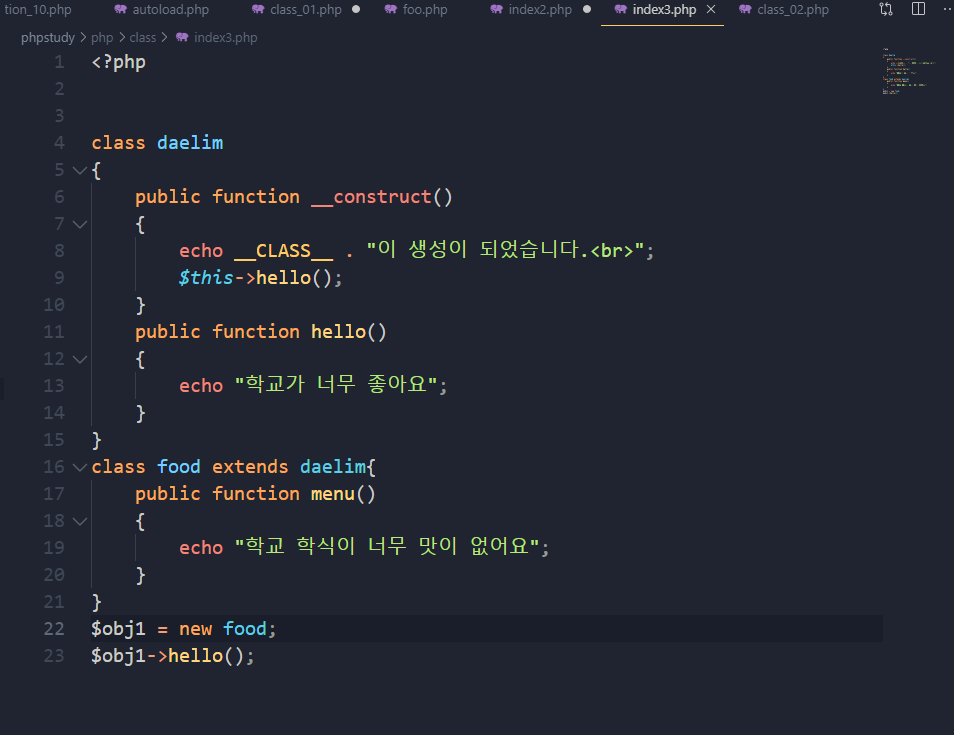 tion_10.php autoload.php class_01.php foo.php index2.php index3.php class_02.php
phpstudy > php > class > index3.php
1 <?php
2
3
4 class daelim
5 {
6 public function __construct()
7 {
8 echo __CLASS__ . "이 생성이 되었습니다.<br>";
9 $this->hello();
10 }
11 public function hello()
12 {
13 echo "학교가 너무 좋아요";
14 }
15 }
16 class food extends daelim{
17 public function menu()
18 {
19 echo "학교 학식이 너무 맛이 없어요";
20 }
21 }
22 $obj1 = new food;
23 $obj1->hello();